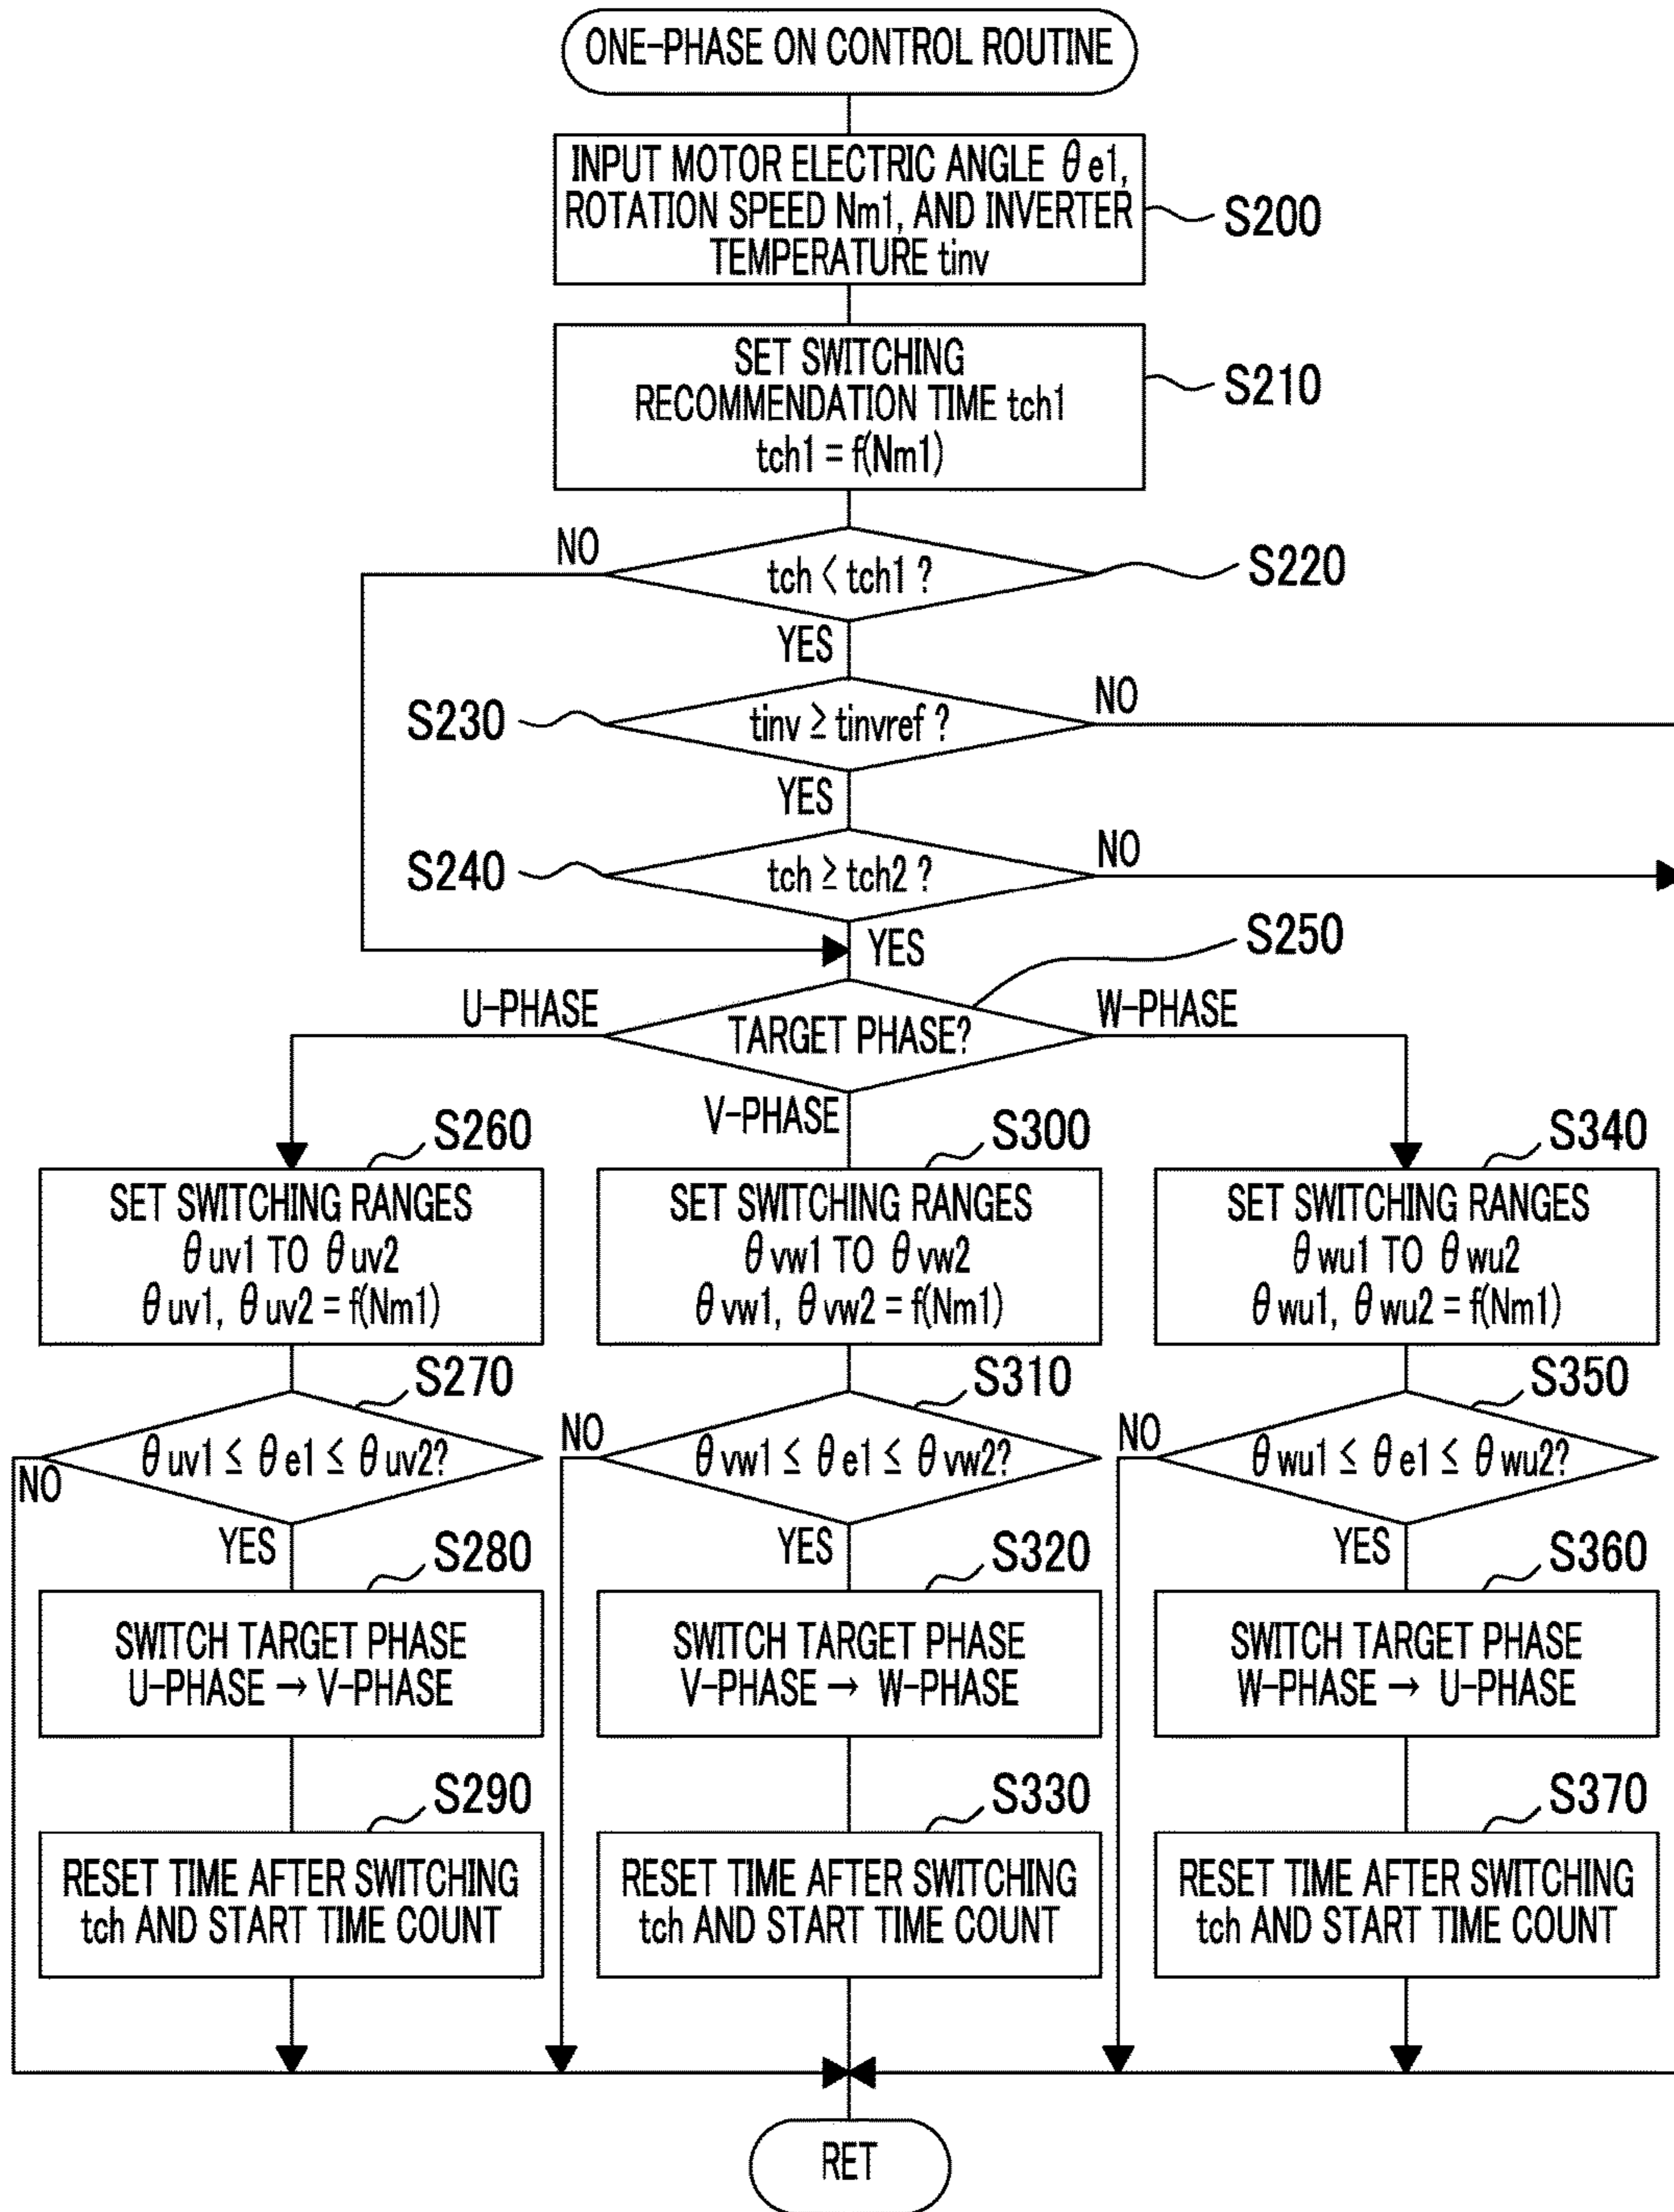 ONE-PHASE ON CONTROL ROUTINE
INPUT MOTOR ELECTRIC ANGLE θe1,
ROTATION SPEED Nm1, AND INVERTER
TEMPERATURE tinv
S200
SET SWITCHING
RECOMMENDATION TIME tch1
tch1 = f(Nm1)
S210
NO
tch < tch1 ?
S220
YES
S230
tinv ≥ tinvref ?
NO
YES
S240
tch ≥ tch2 ?
NO
YES
S250
U-PHASE
TARGET PHASE?
W-PHASE
V-PHASE
S260
SET SWITCHING RANGES
θuv1 TO θuv2
θuv1, θuv2 = f(Nm1)
S270
θuv1 ≤ θe1 ≤ θuv2?
NO
YES
S280
SWITCH TARGET PHASE
U-PHASE → V-PHASE
S290
RESET TIME AFTER SWITCHING
tch AND START TIME COUNT
S300
SET SWITCHING RANGES
θvw1 TO θvw2
θvw1, θvw2 = f(Nm1)
S310
NO
θvw1 ≤ θe1 ≤ θvw2?
YES
S320
SWITCH TARGET PHASE
V-PHASE → W-PHASE
S330
RESET TIME AFTER SWITCHING
tch AND START TIME COUNT
S340
SET SWITCHING RANGES
θwu1 TO θwu2
θwu1, θwu2 = f(Nm1)
S350
NO
θwu1 ≤ θe1 ≤ θwu2?
YES
S360
SWITCH TARGET PHASE
W-PHASE → U-PHASE
S370
RESET TIME AFTER SWITCHING
tch AND START TIME COUNT
RET